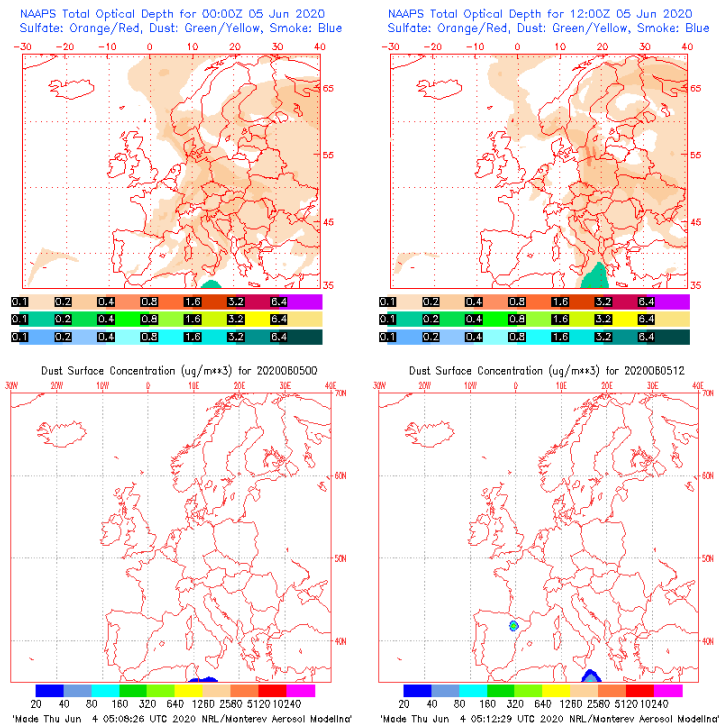 NAAPS Total Optical Depth for 00:00Z 05 Jun 2020
Sulfate: Orange/Red, Dust: Green/Yellow, Smoke: Blue
-30 -20 -10 0 10 20 30 40
65
55
45
35
0.1 0.2 0.4 0.8 1.6 3.2 6.4
0.1 0.2 0.4 0.8 1.6 3.2 6.4
0.1 0.2 0.4 0.8 1.6 3.2 6.4
NAAPS Total Optical Depth for 12:00Z 05 Jun 2020
Sulfate: Orange/Red, Dust: Green/Yellow, Smoke: Blue
-30 -20 -10 0 10 20 30 40
65
55
45
35
0.1 0.2 0.4 0.8 1.6 3.2 6.4
0.1 0.2 0.4 0.8 1.6 3.2 6.4
0.1 0.2 0.4 0.8 1.6 3.2 6.4
Dust Surface Concentration (ug/m**3) for 2020060500
30W 20W 10W 0 10E 20E 30E 40E
70N
60N
50N
40N
20 40 80 160 320 640 1280 2560 5120 10240
'Made Thu Jun 4 05:08:26 UTC 2020 NRL/Monterey Aerosol Modeling'
Dust Surface Concentration (ug/m**3) for 2020060512
30W 20W 10W 0 10E 20E 30E 40E
70N
60N
50N
40N
20 40 80 160 320 640 1280 2560 5120 10240
'Made Thu Jun 4 05:12:29 UTC 2020 NRL/Monterey Aerosol Modeling'